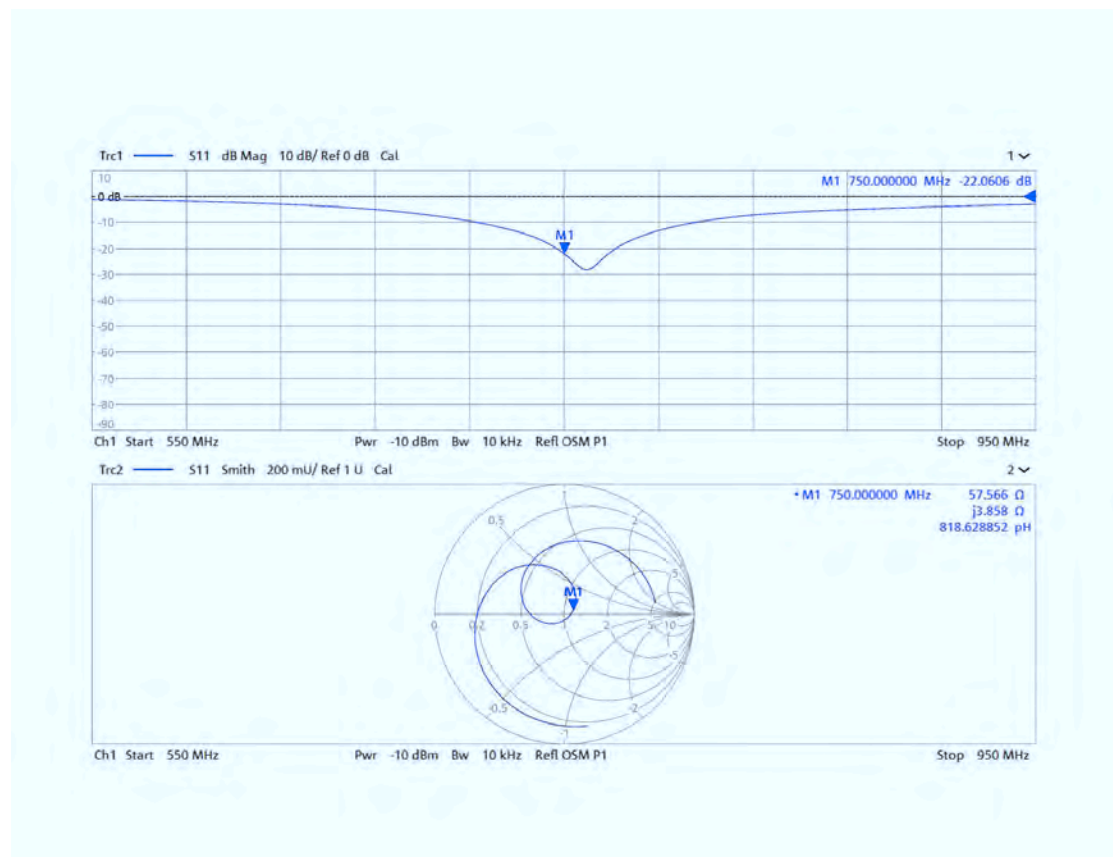 Trc1 S11 dB Mag 10 dB/ Ref 0 dB Cal 1
10
M1 750.000000 MHz -22.0606 dB
0 dB
-10
M1
-20
-30
-40
-50
-60
-70
-80
-90
Ch1 Start 550 MHz Pwr -10 dBm Bw 10 kHz Refl OSM P1 Stop 950 MHz
Trc2 S11 Smith 200 mU/ Ref 1 U Cal 2
M1 750.000000 MHz 57.566 Ω
j3.858 Ω
818.628852 pH
1
0.5 2
5
M1
0 0.2 0.5 1 2 5 10
-5
-0.5 -2
-1
Ch1 Start 550 MHz Pwr -10 dBm Bw 10 kHz Refl OSM P1 Stop 950 MHz